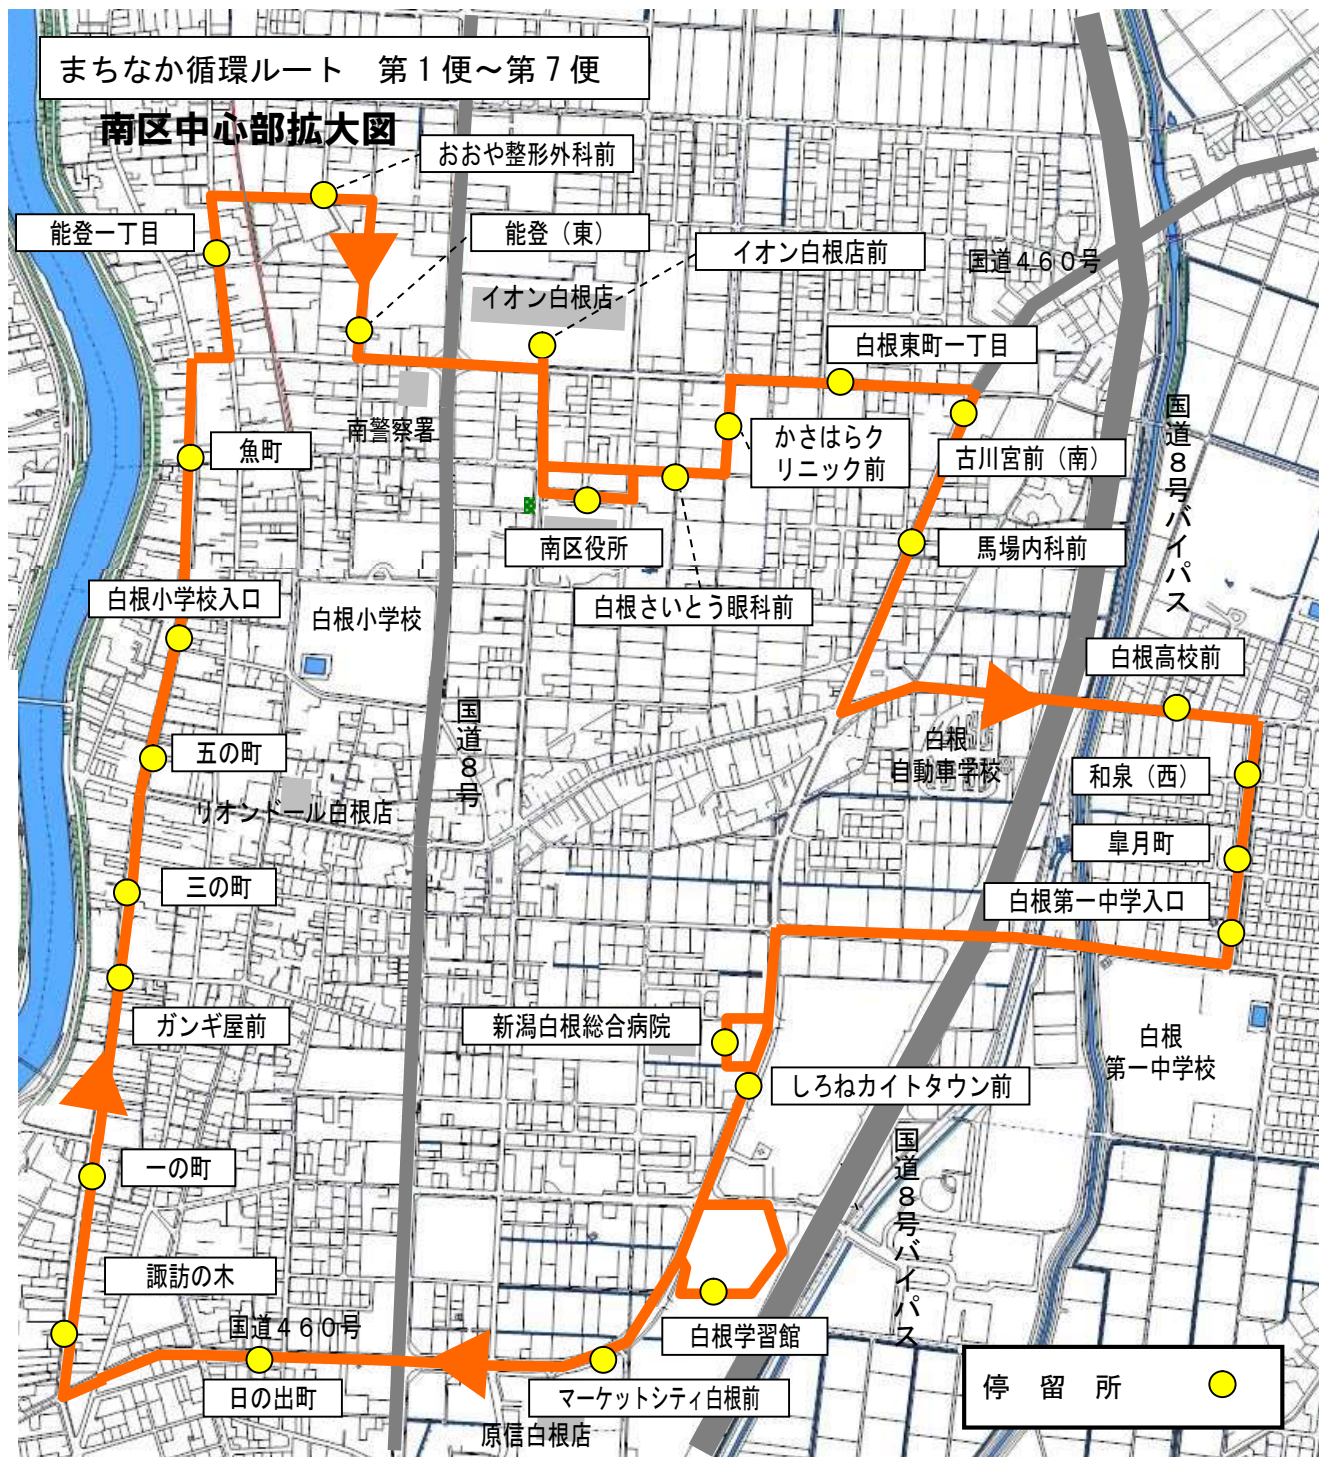 まちなか循環ルート　第１便～第７便
南区中心部拡大図
おおや整形外科前
能登一丁目
能登（東）
イオン白根店前
国道４６０号
イオン白根店
白根東町一丁目
南警察署
魚町
かさはらク
リニック前
古川宮前（南）
国道８号バイパス
南区役所
馬場内科前
白根小学校入口
白根小学校
白根さいとう眼科前
白根高校前
国道８号
五の町
白根
自動車学校
和泉（西）
リオンドール白根店
皐月町
三の町
白根第一中学入口
ガンギ屋前
新潟白根総合病院
白根
第一中学校
しろねカイトタウン前
一の町
国道８号バイパス
諏訪の木
国道４６０号
白根学習館
日の出町
マーケットシティ白根前
停　留　所
原信白根店